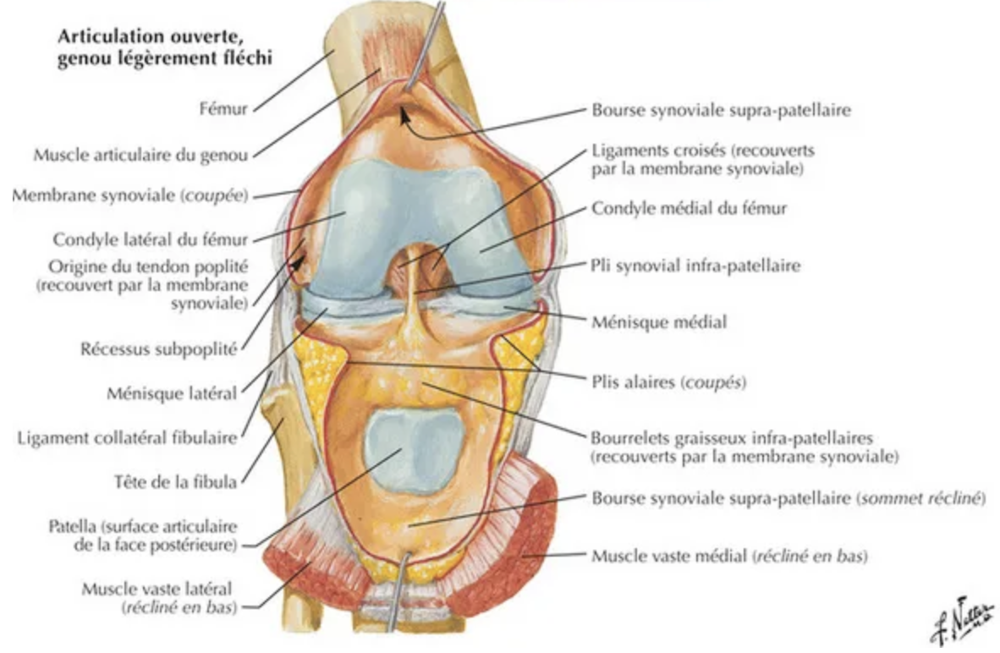 Articulation ouverte,
genou légèrement fléchi
Fémur
Muscle articulaire du genou
Membrane synoviale (coupée)
Condyle latéral du fémur
Origine du tendon poplité
(recouvert par la membrane
synoviale)
Récessus subpoplité
Ménisque latéral
Ligament collatéral fibulaire
Tête de la fibula
Patella (surface articulaire
de la face postérieure)
Muscle vaste latéral
(récliné en bas)
Bourse synoviale supra-patellaire
Ligaments croisés (recouverts
par la membrane synoviale)
Condyle médial du fémur
Pli synovial infra-patellaire
Ménisque médial
Plis alaires (coupés)
Bourrelets graisseux infra-patellaires
(recouverts par la membrane synoviale)
Bourse synoviale supra-patellaire (sommet récliné)
Muscle vaste médial (récliné en bas)
F. Netter
M.D.